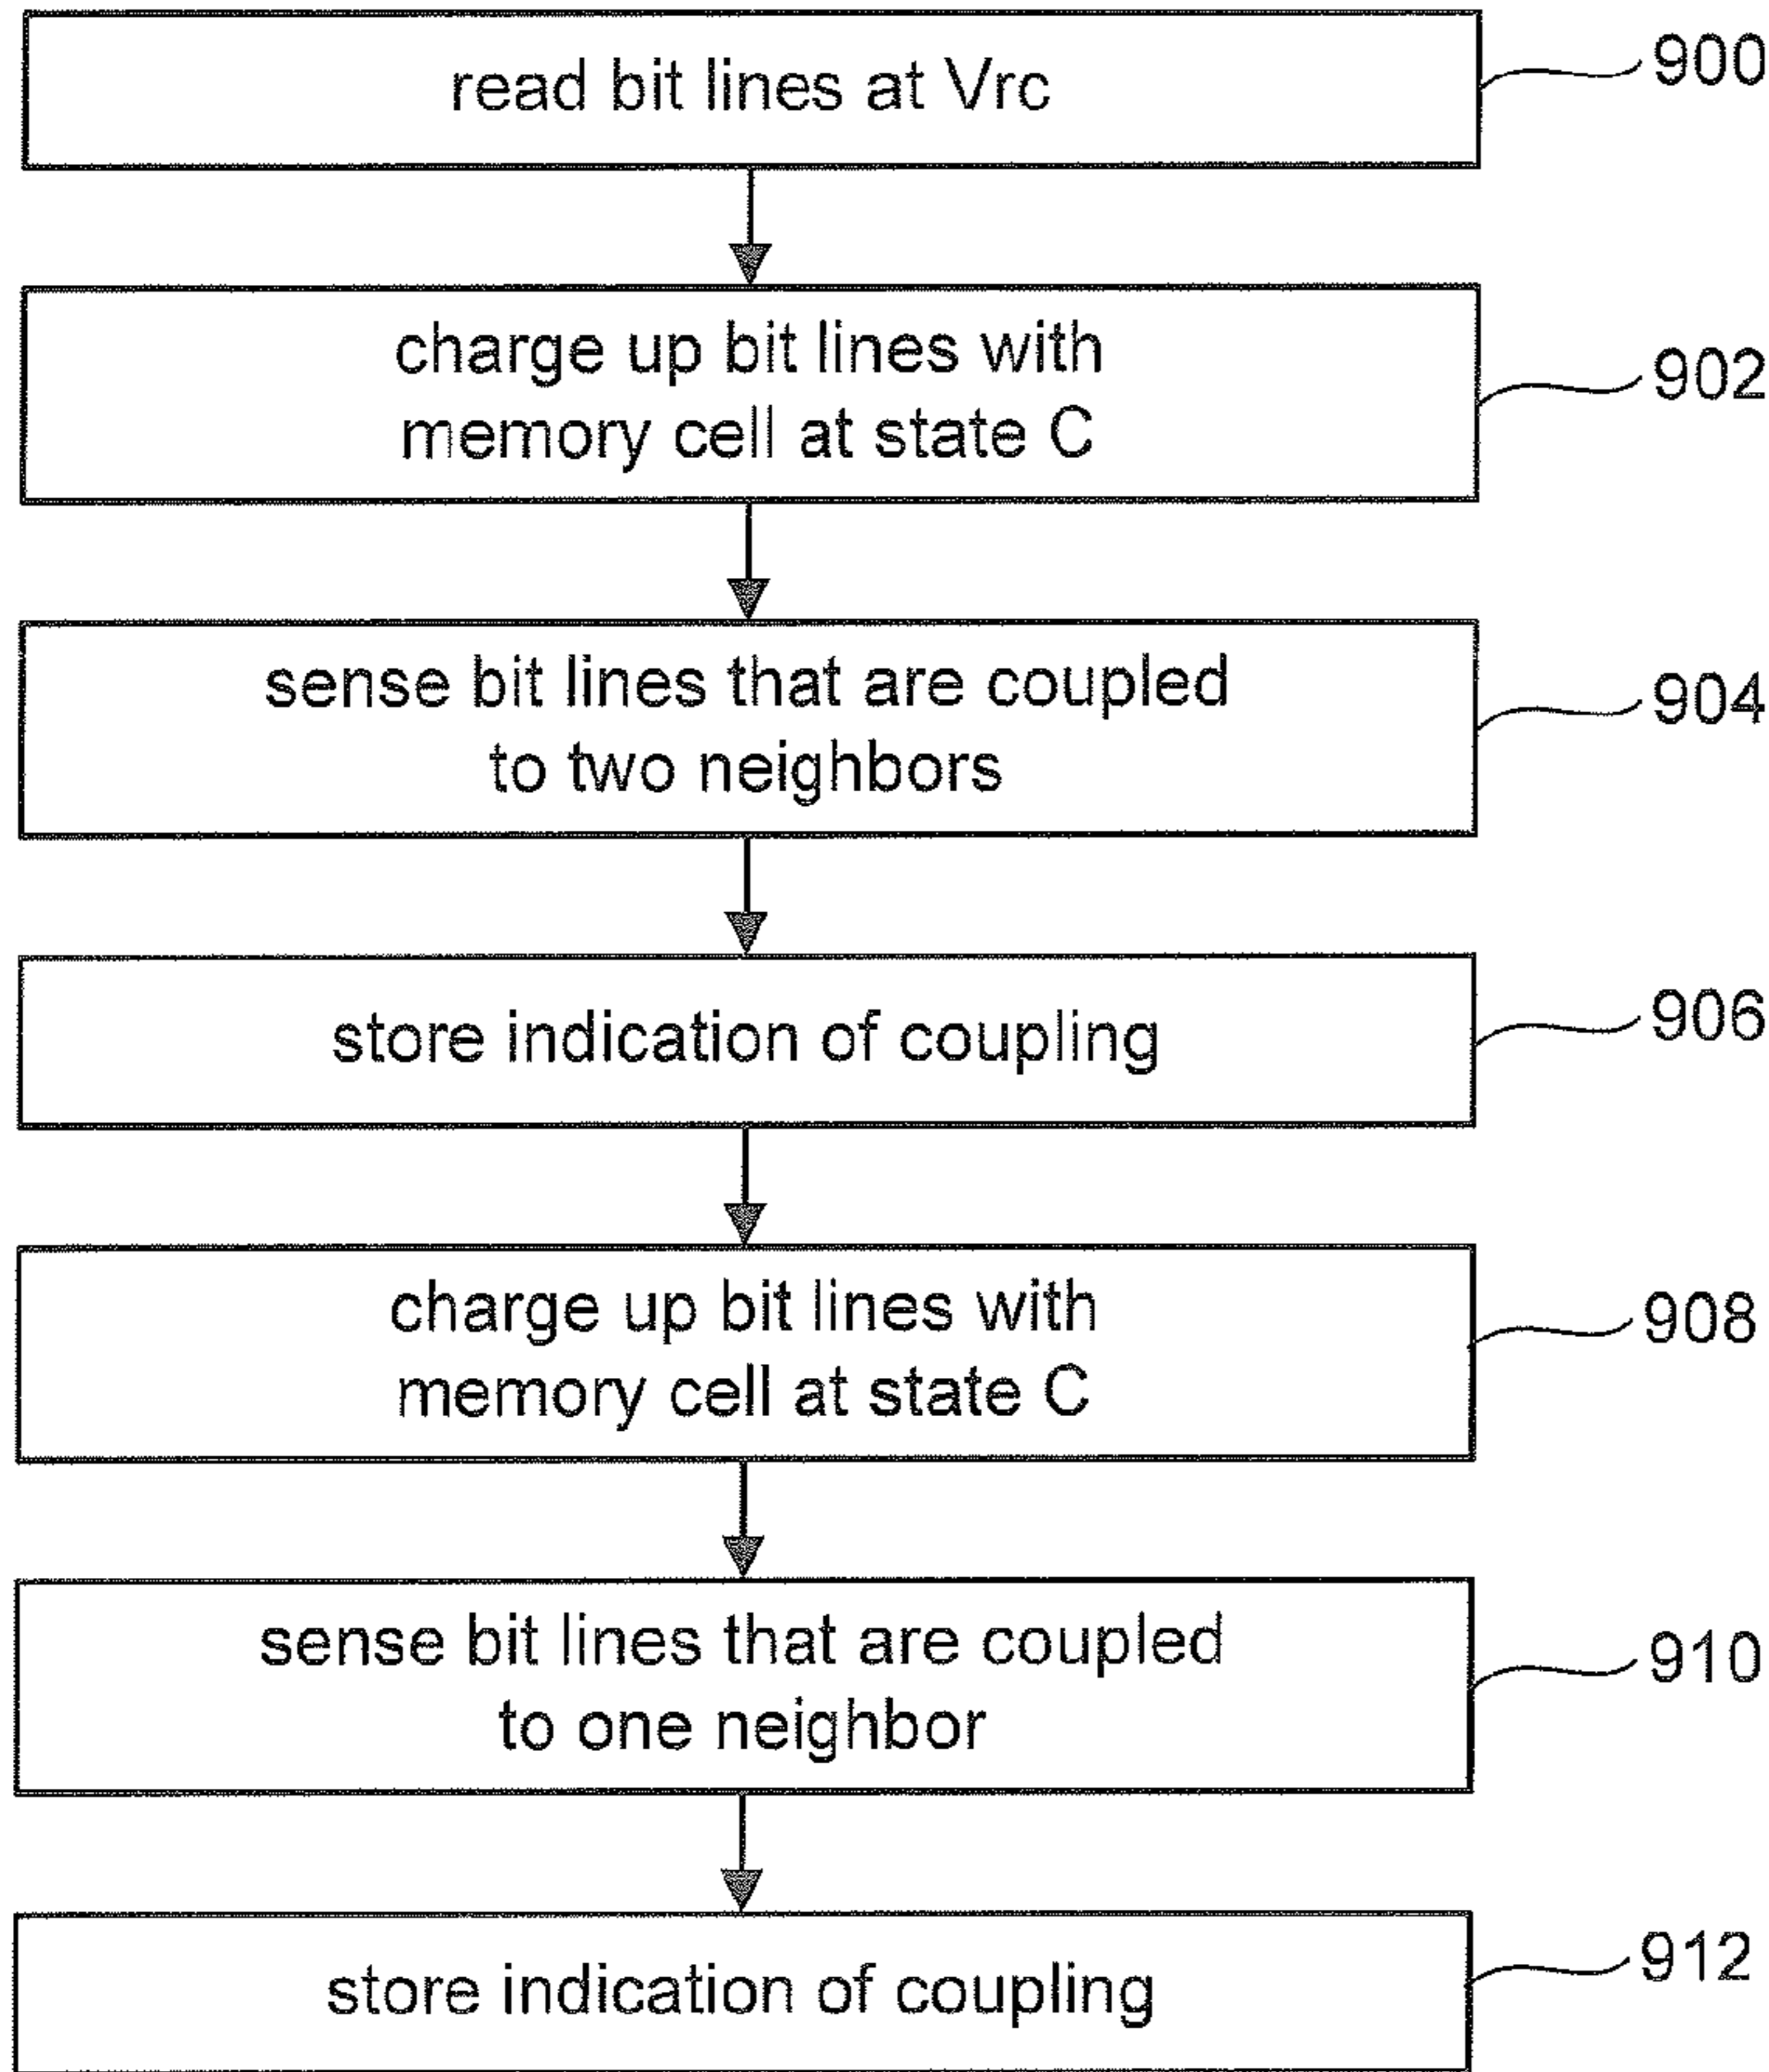 read bit lines at Vrc
900
charge up bit lines with
memory cell at state C
902
sense bit lines that are coupled
to two neighbors
904
store indication of coupling
906
charge up bit lines with
memory cell at state C
908
sense bit lines that are coupled
to one neighbor
910
store indication of coupling
912